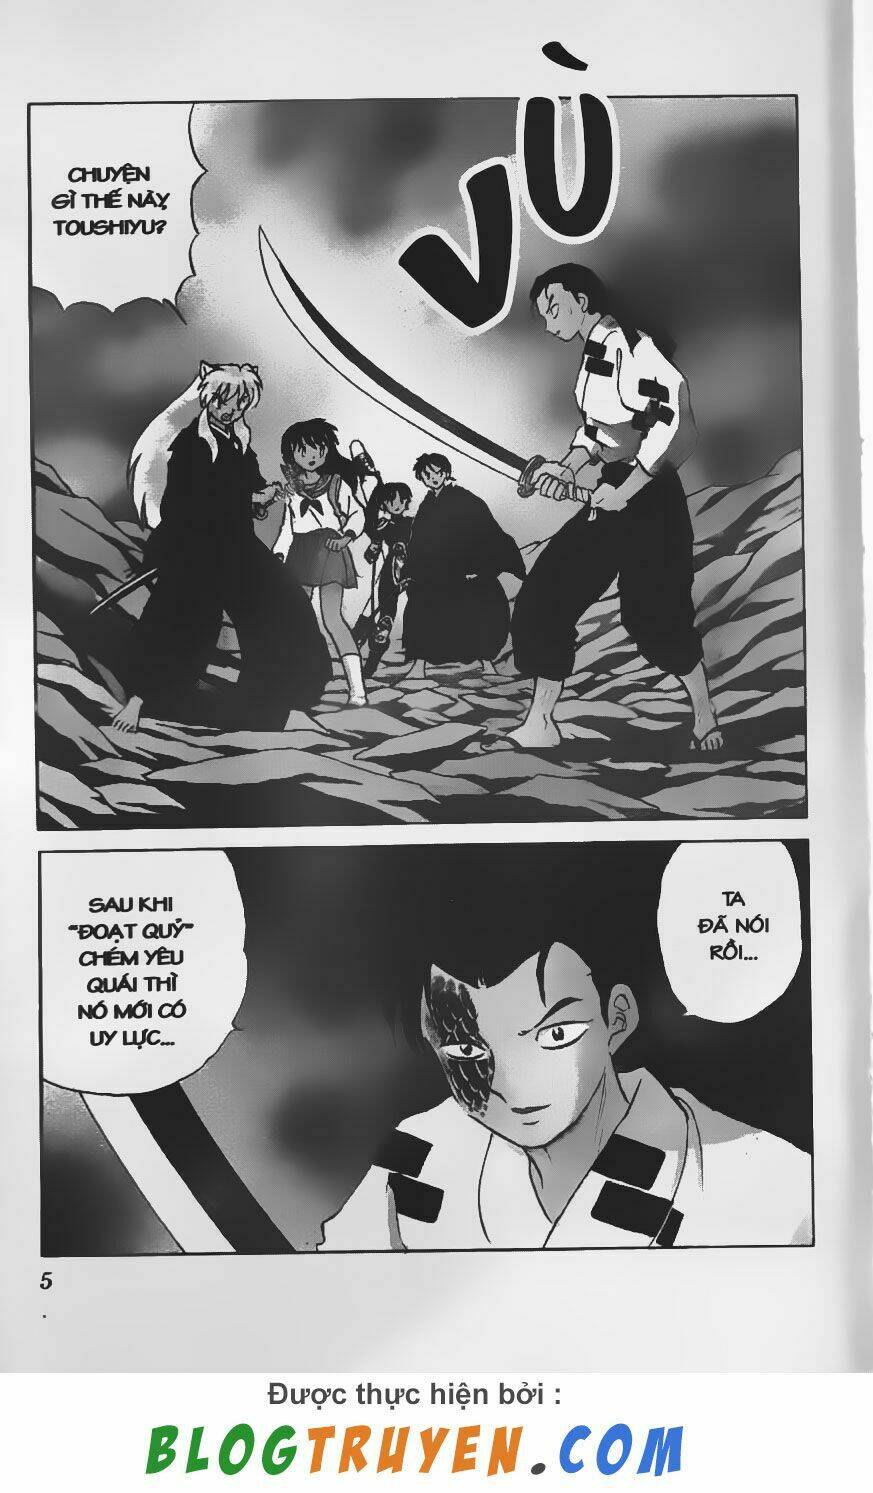 VÙ
CHUYỆN
GÌ THẾ NÀY,
TOUSHIYU?
TA
ĐÃ NÓI
RỒI...
SAU KHI
"ĐOẠT QUỶ"
CHÉM YÊU
QUÁI THÌ
NÓ MỚI CÓ
UY LỰC...
5
Được thực hiện bởi :
BLOGTRUYEN.COM